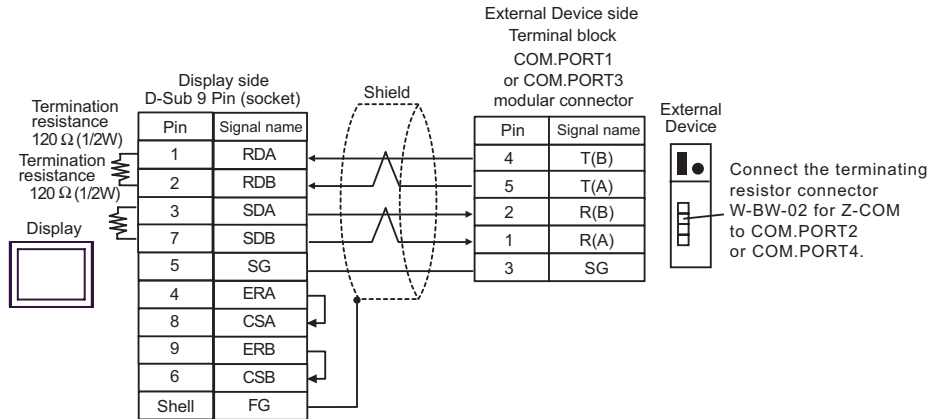 External Device side
Terminal block
COM.PORT1
or COM.PORT3
modular connector
Display side
D-Sub 9 Pin (socket)
Shield
External
Device
Termination
resistance
120 Ω (1/2W)
Termination
resistance
120 Ω (1/2W)
Display
Pin Signal name
1 RDA
2 RDB
3 SDA
7 SDB
5 SG
4 ERA
8 CSA
9 ERB
6 CSB
Shell FG
Pin Signal name
4 T(B)
5 T(A)
2 R(B)
1 R(A)
3 SG
Connect the terminating
resistor connector
W-BW-02 for Z-COM
to COM.PORT2
or COM.PORT4.